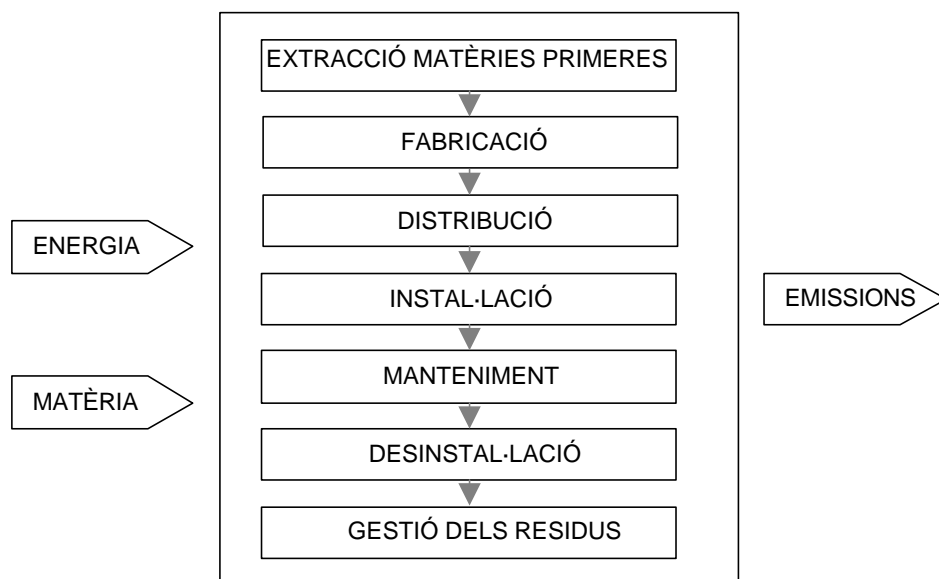 EXTRACCIÓ MATÈRIES PRIMERES
FABRICACIÓ
DISTRIBUCIÓ
ENERGIA
INSTAL·LACIÓ
EMISSIONS
MANTENIMENT
MATÈRIA
DESINSTAL·LACIÓ
GESTIÓ DELS RESIDUS